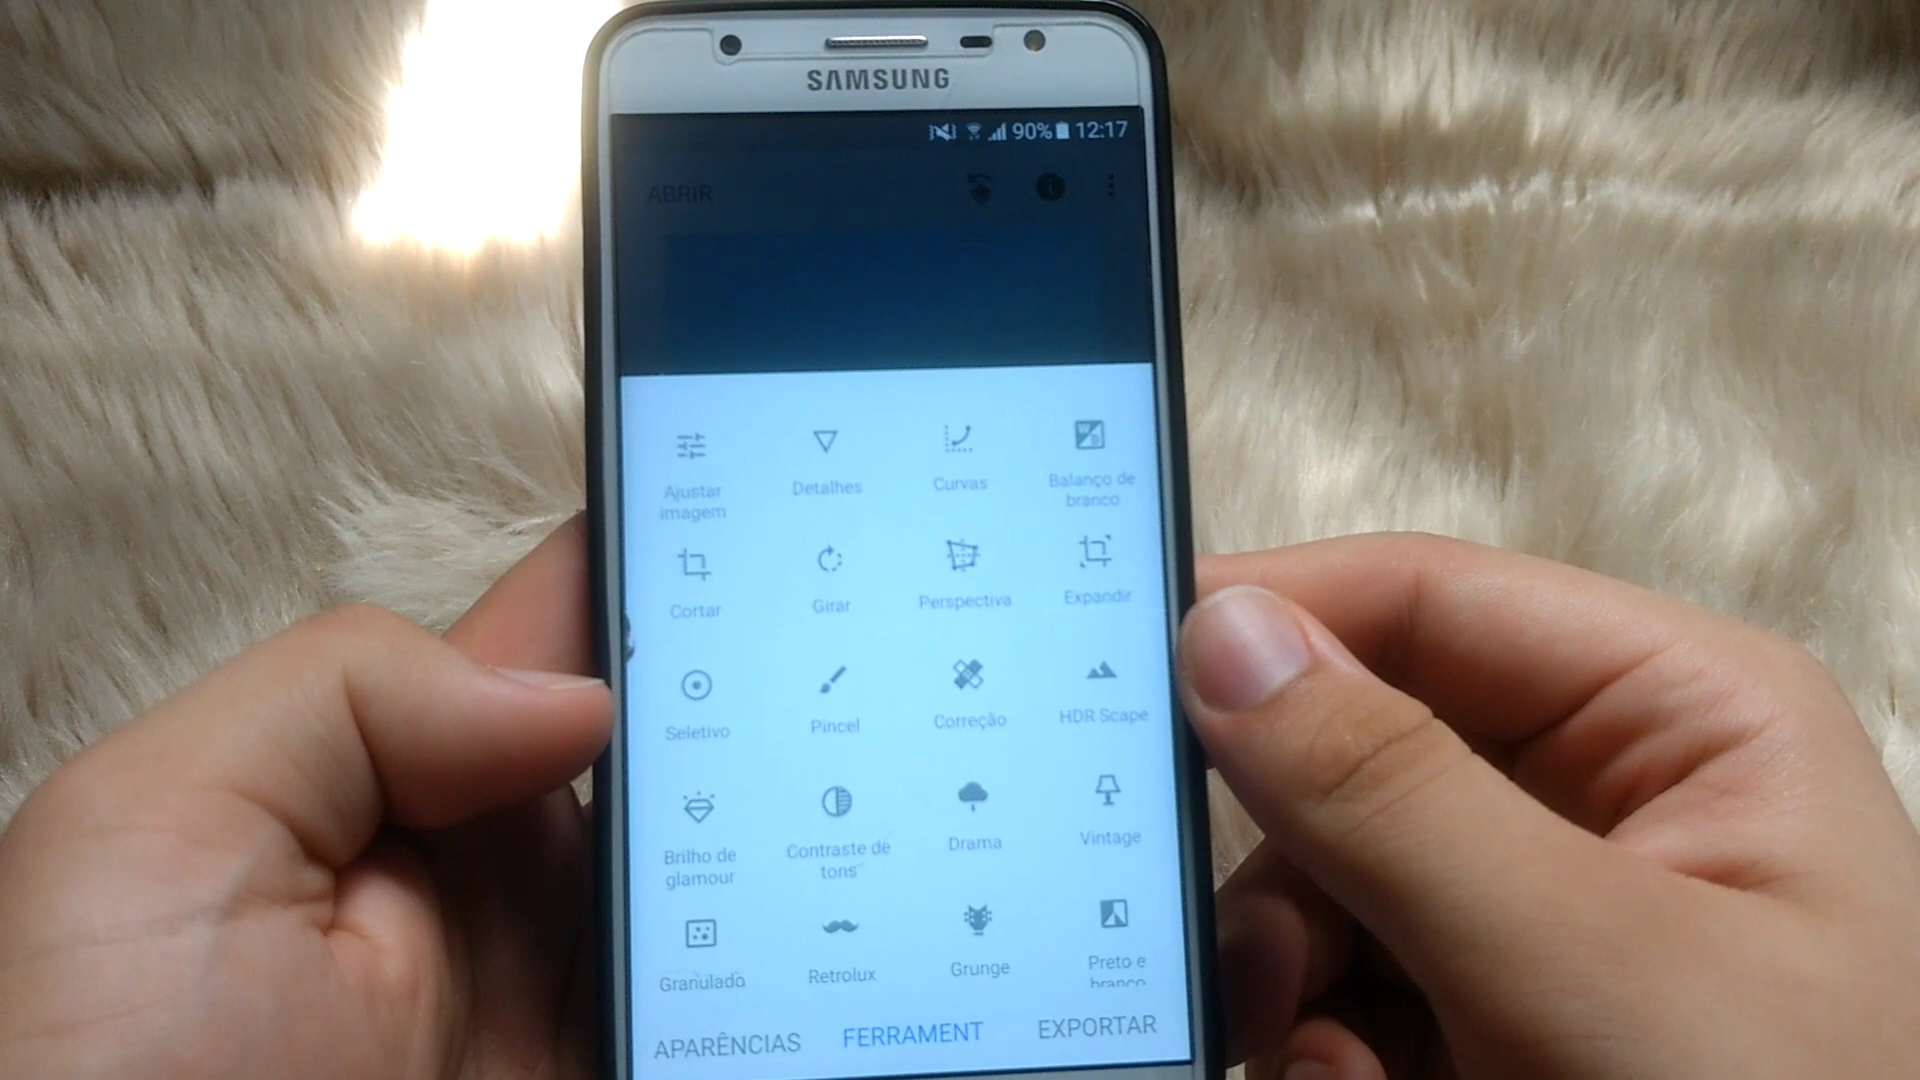 SAMSUNG
90% 12:17
ABRIR
Ajustar
imagem
Detalhes
Curvas
Balanço de
branco
Cortar
Girar
Perspectiva
Expandir
Seletivo
Pincel
Correção
HDR Scape
Brilho de
glamour
Contraste de
tons
Drama
Vintage
Granulado
Retrolux
Grunge
Preto e
branco
APARÊNCIAS
FERRAMENT
EXPORTAR